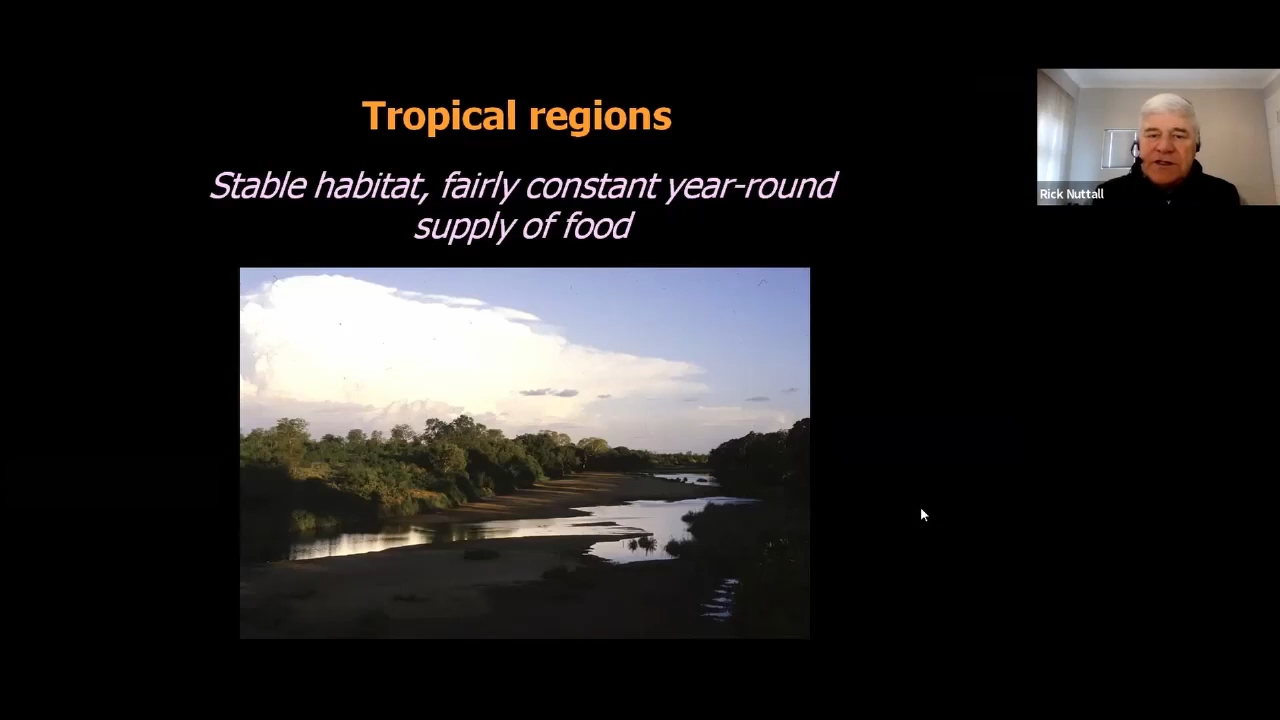 Tropical regions
Stable habitat, fairly constant year-round
supply of food
Rick Nuttall